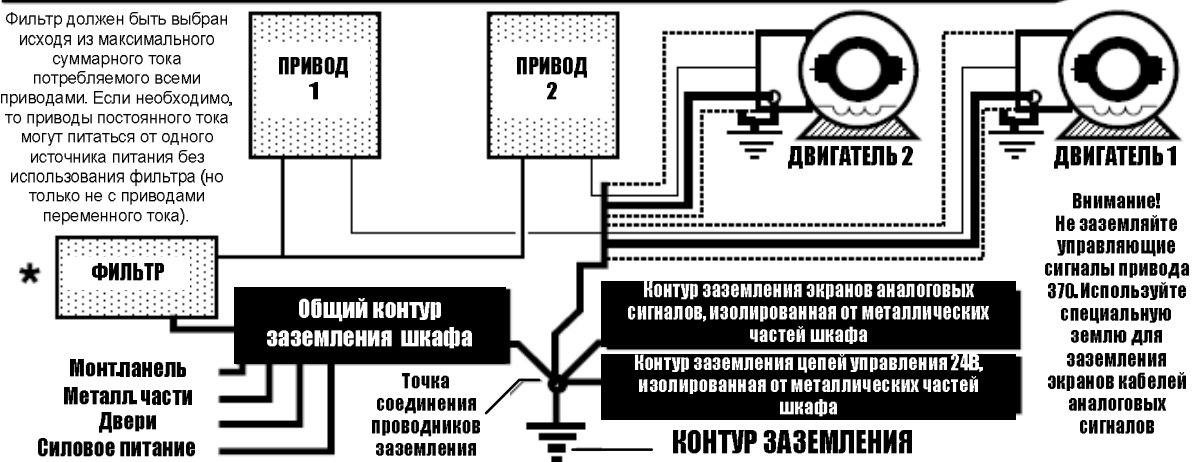 Фильтр должен быть выбран
исходя из максимального
суммарного тока
потребляемого всеми
приводами. Если необходимо,
то приводы постоянного тока
могут питаться от одного
источника питания без
использования фильтра (но
только не с приводами
переменного тока).
ПРИВОД
1
ПРИВОД
2
ДВИГАТЕЛЬ 2
ДВИГАТЕЛЬ 1
Внимание!
Не заземляйте
управляющие
сигналы привода
370. Используйте
специальную
землю для
заземления
экранов кабелей
аналоговых
сигналов
* ФИЛЬТР
Общий контур
заземления шкафа
Контур заземления экранов аналоговых
сигналов, изолированная от металлических
частей шкафа
Контур заземления цепей управления 24В,
изолированная от металлических частей
шкафа
Монт.панель
Металл. части
Двери
Силовое питание
Точка
соединения
проводников
заземления
КОНТУР ЗАЗЕМЛЕНИЯ